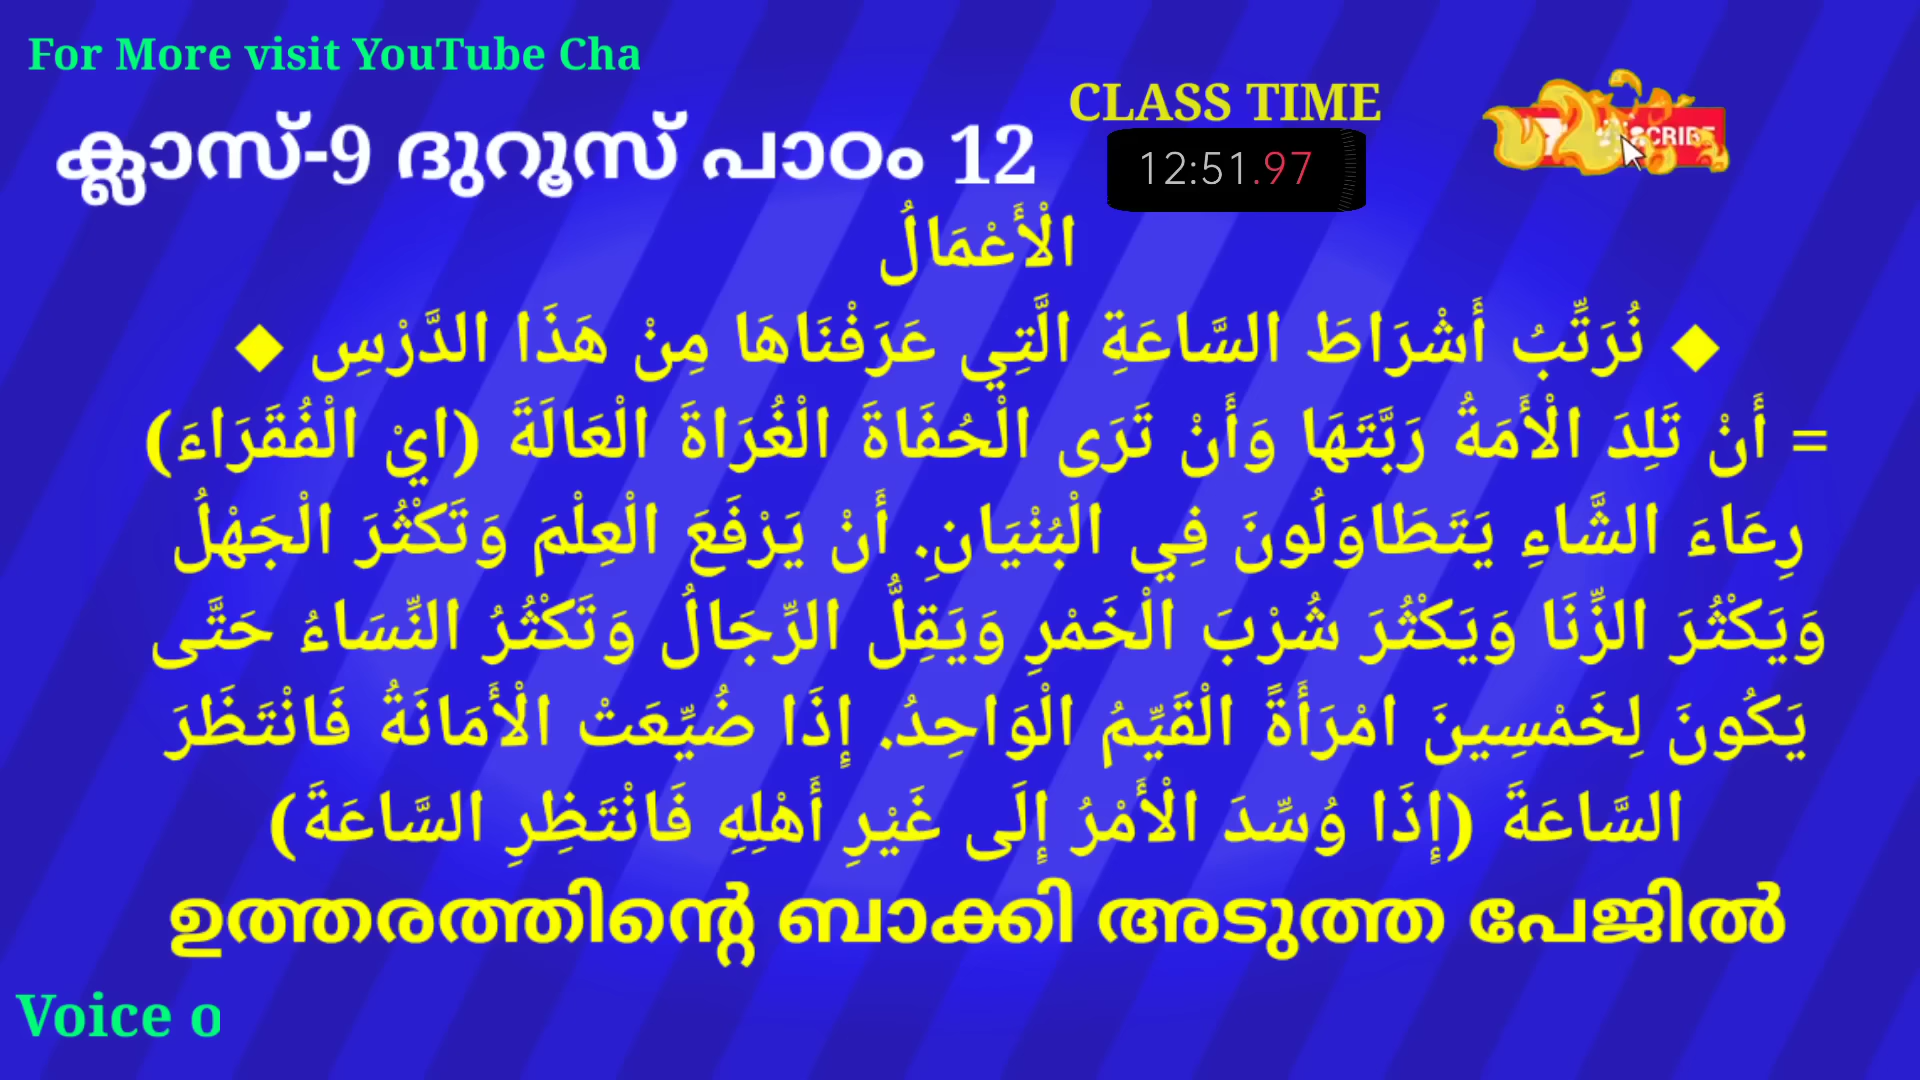 For More visit YouTube Cha
CLASS TIME
ക്ലാസ്-9 ദുറൂസ് പാഠം 12
12:51.97
الْأَعْمَالُ
◆ نُرَتِّبُ أَشْرَاطَ السَّاعَةِ الَّتِي عَرَفْنَاهَا مِنْ هَذَا الدَّرْسِ ◆
= أَنْ تَلِدَ الْأَمَةُ رَبَّتَهَا وَأَنْ تَرَى الْحُفَاةَ الْغُرَاةَ الْعَالَةَ (ايْ الْفُقَرَاءَ)
رِعَاءَ الشَّاءِ يَتَطَاوَلُونَ فِي الْبُنْيَانِ. أَنْ يَرْفَعَ الْعِلْمَ وَتَكْثُرَ الْجَهْلُ
وَيَكْثُرَ الزِّنَا وَيَكْثُرَ شُرْبَ الْخَمْرِ وَيَقِلُّ الرِّجَالُ وَتَكْثُرُ النِّسَاءُ حَتَّى
يَكُونَ لِخَمْسِينَ امْرَأَةً الْقَيِّمُ الْوَاحِدُ. إِذَا ضُيِّعَتْ الْأَمَانَةُ فَانْتَظَرَ
السَّاعَةَ (إِذَا وُسِّدَ الْأَمْرُ إِلَى غَيْرِ أَهْلِهِ فَانْتَظِرِ السَّاعَةَ)
ഉത്തരത്തിന്റെ ബാക്കി അടുത്ത പേജിൽ
Voice o